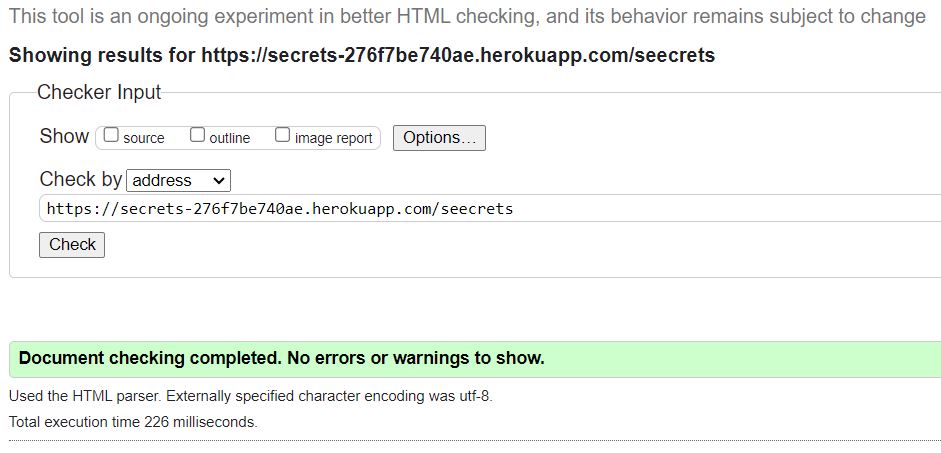 This tool is an ongoing experiment in better HTML checking, and its behavior remains subject to change
Showing results for https://secrets-276f7be740ae.herokuapp.com/seecrets
Checker Input
Show source outline image report Options…
Check by address
https://secrets-276f7be740ae.herokuapp.com/seecrets
Check
Document checking completed. No errors or warnings to show.
Used the HTML parser. Externally specified character encoding was utf-8.
Total execution time 226 milliseconds.